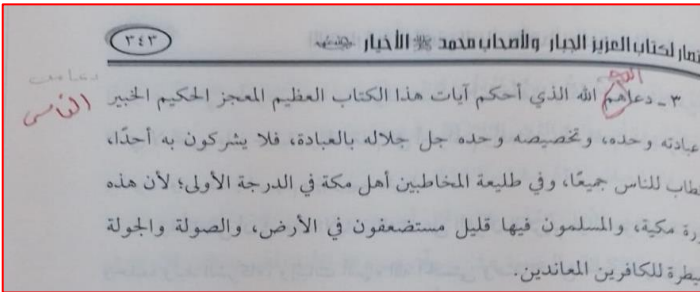 ٣٤٣
تصار لكتاب العزيز الجبار ولأصحاب محمد ﷺ الأخيار
٣ ـ دعاهم الله الذي أحكم آيات هذا الكتاب العظيم المعجز الحكيم الخبير
عبادته وحده، وتخصيصه وحده جل جلاله بالعبادة، فلا يشركون به أحدًا،
طاب للناس جميعًا، وفي طليعة المخاطبين أهل مكة في الدرجة الأولى؛ لأن هذه
رة مكية، والمسلمون فيها قليل مستضعفون في الأرض، والصولة والجولة
سيطرة للكافرين المعاندين.
الناس